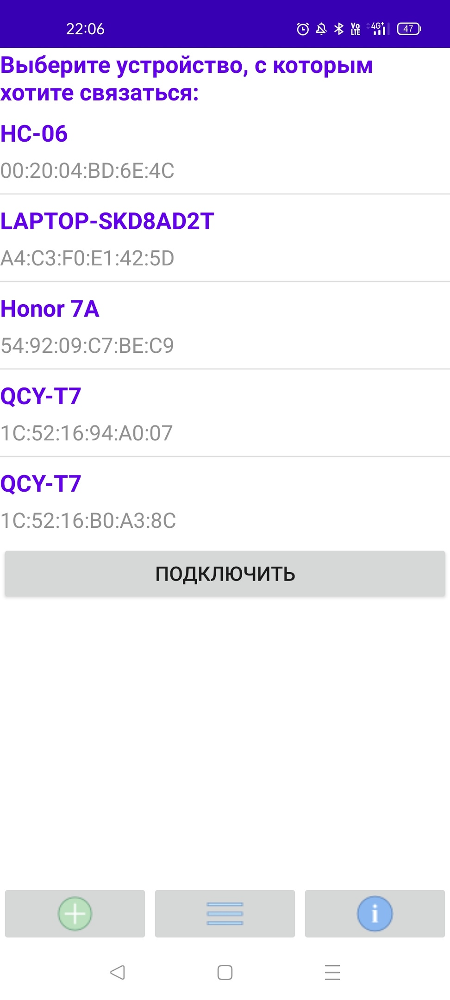 22:06
Vo LTE 4G+ 47
Выберите устройство, с которым
хотите связаться:
HC-06
00:20:04:BD:6E:4C
LAPTOP-SKD8AD2T
A4:C3:F0:E1:42:5D
Honor 7A
54:92:09:C7:BE:C9
QCY-T7
1C:52:16:94:A0:07
QCY-T7
1C:52:16:B0:A3:8C
ПОДКЛЮЧИТЬ
i